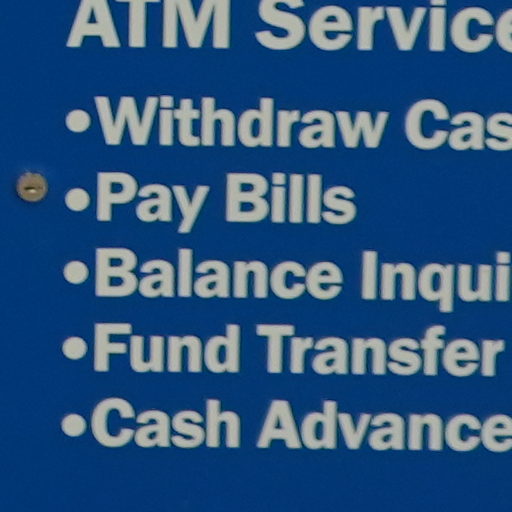 ATM Service
•Withdraw Cas
•Pay Bills
•Balance Inqui
•Fund Transfer
•Cash Advance